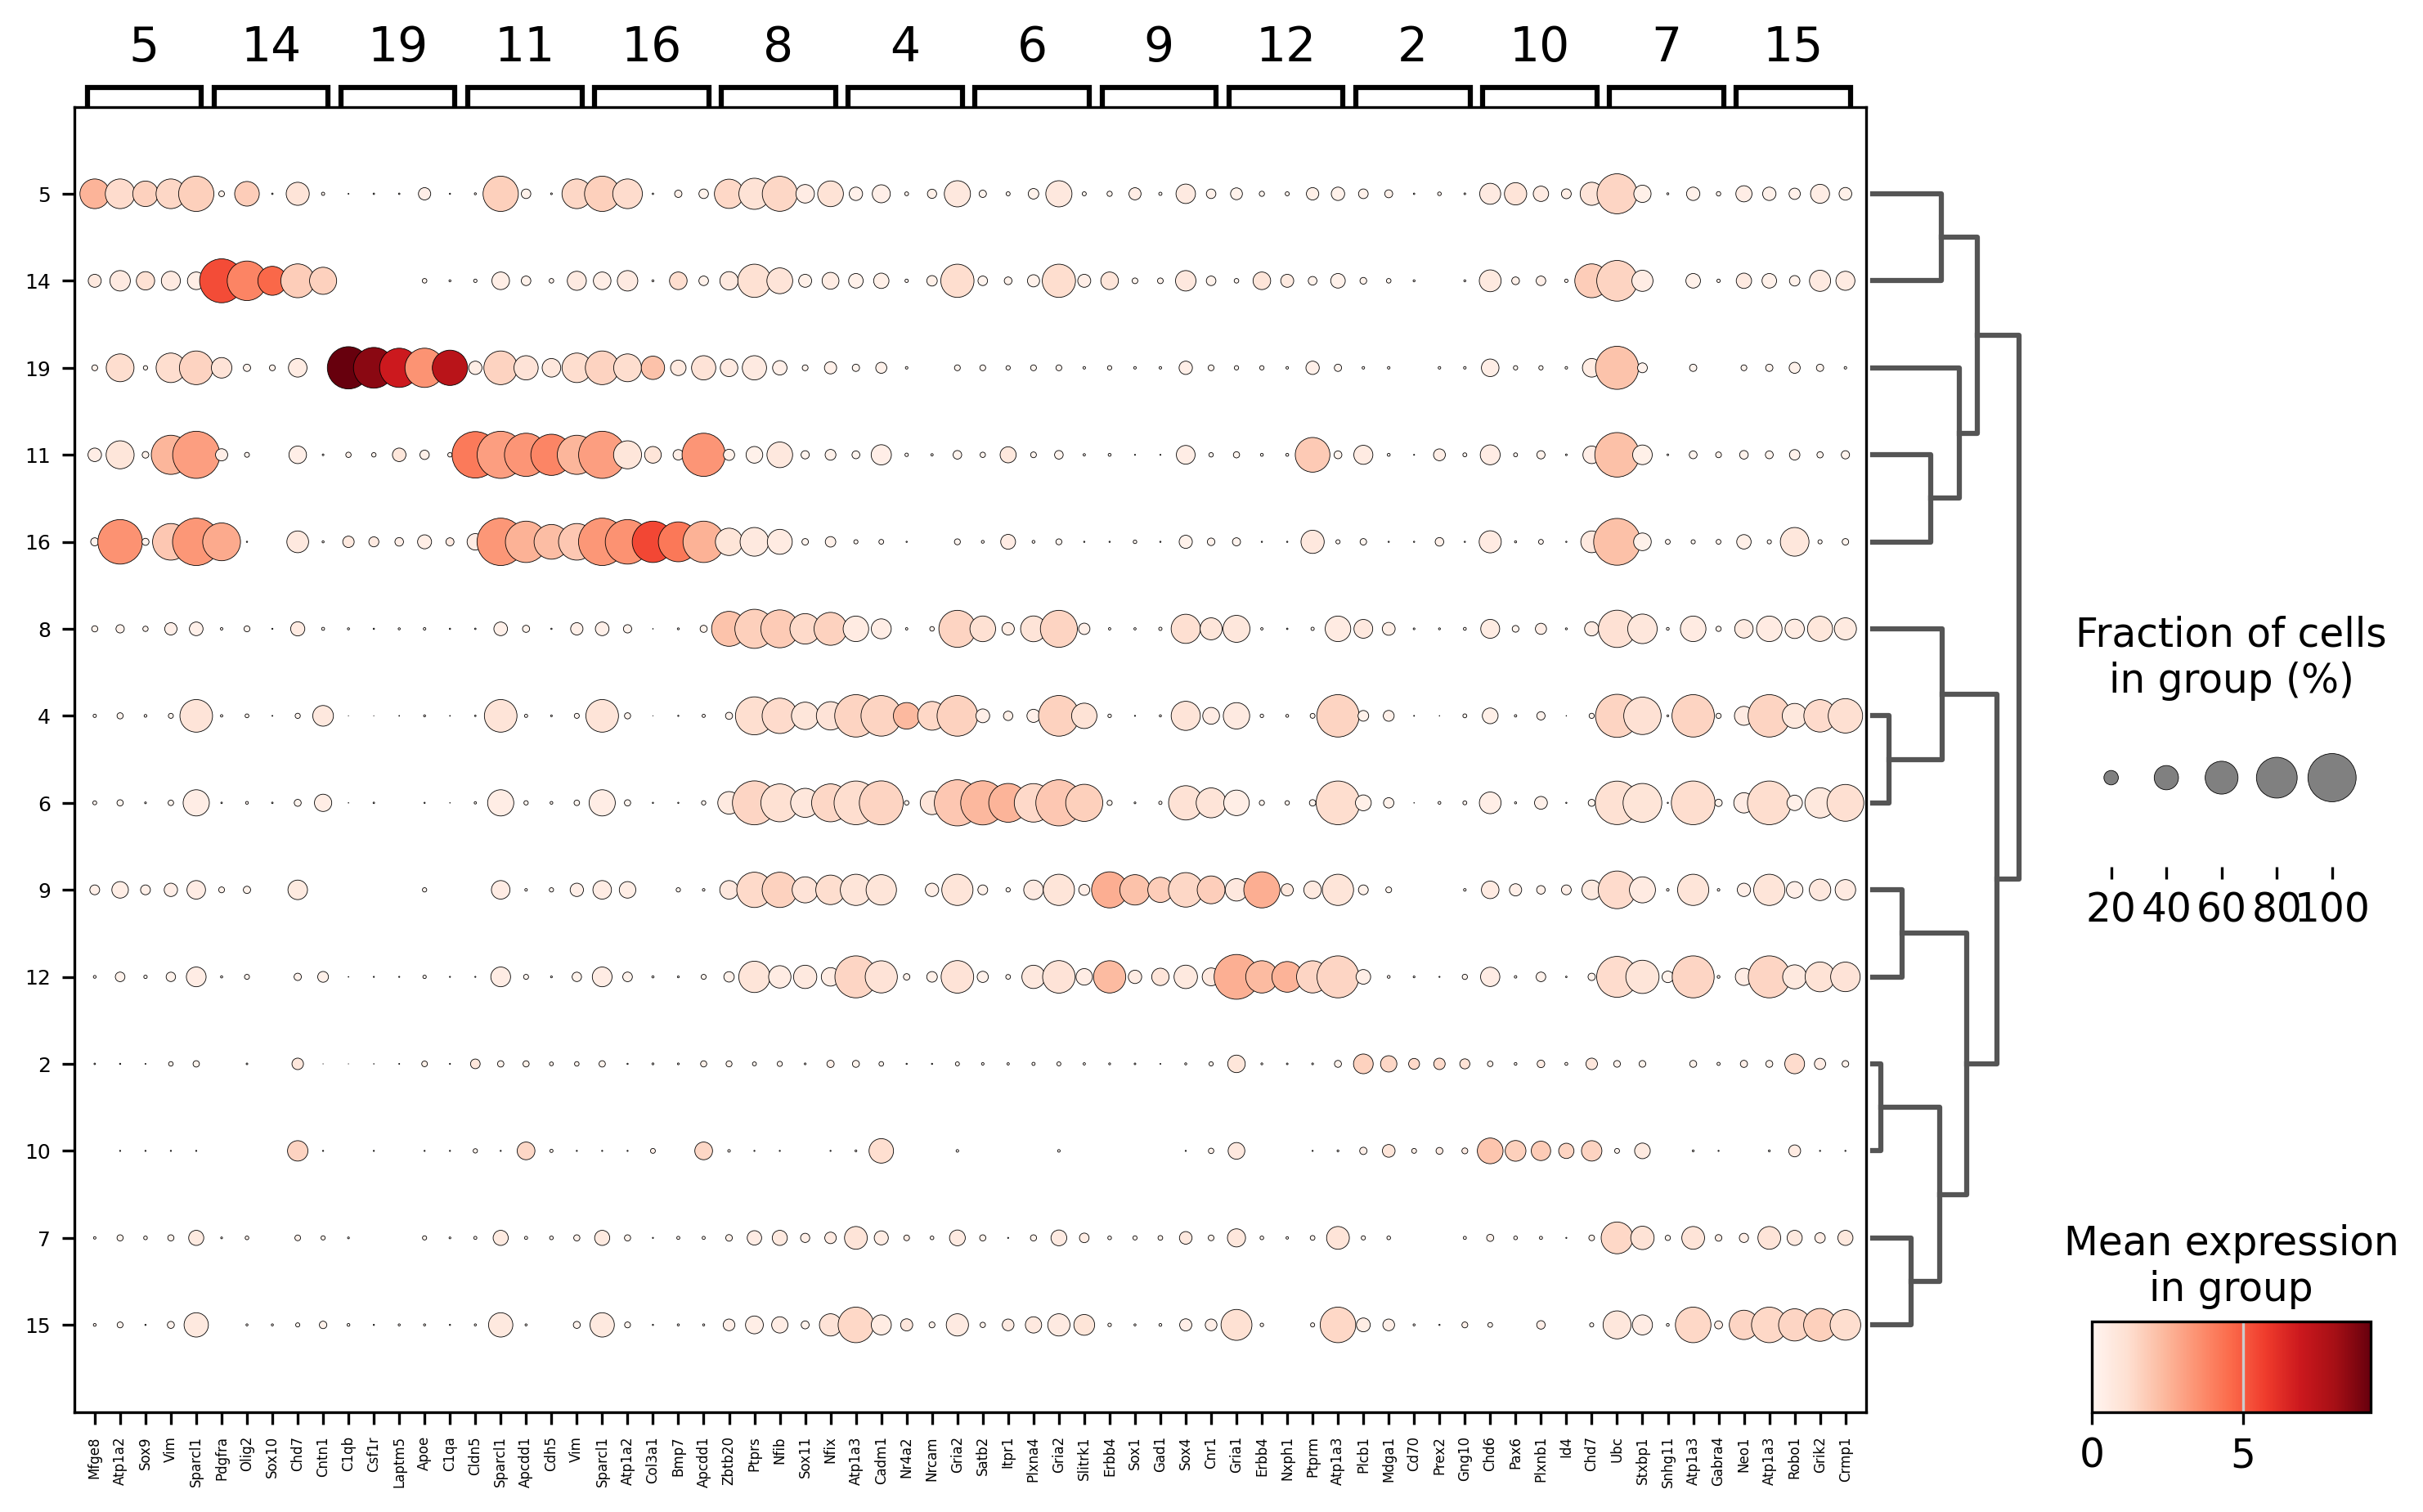 5 14 19 11 16 8 4 6 9 12 2 10 7 15
5
14
19
11
16
8
4
6
9
12
2
10
7
15
Mfge8 Atp1a2 Sox9 Vim Sparcl1 Pdgfra Olig2 Sox10 Chd7 Cntn1 C1qb Csf1r Laptm5 Apoe C1qa Cldn5 Sparcl1 Apcdd1 Cdh5 Vim Sparcl1 Atp1a2 Col3a1 Bmp7 Apcdd1 Zbtb20 Ptprs Nfib Sox11 Nfix Atp1a3 Cadm1 Nr4a2 Nrcam Gria2 Satb2 Itpr1 Plxna4 Gria2 Slitrk1 Erbb4 Sox1 Gad1 Sox4 Cnr1 Gria1 Erbb4 Nxph1 Ptprm Atp1a3 Plcb1 Mdga1 Cd70 Prex2 Gng10 Chd6 Pax6 Plxnb1 Id4 Chd7 Ubc Stxbp1 Snhg11 Atp1a3 Gabra4 Neo1 Atp1a3 Robo1 Grik2 Crmp1
Fraction of cells
in group (%)
20 40 60 80 100
Mean expression
in group
0 5